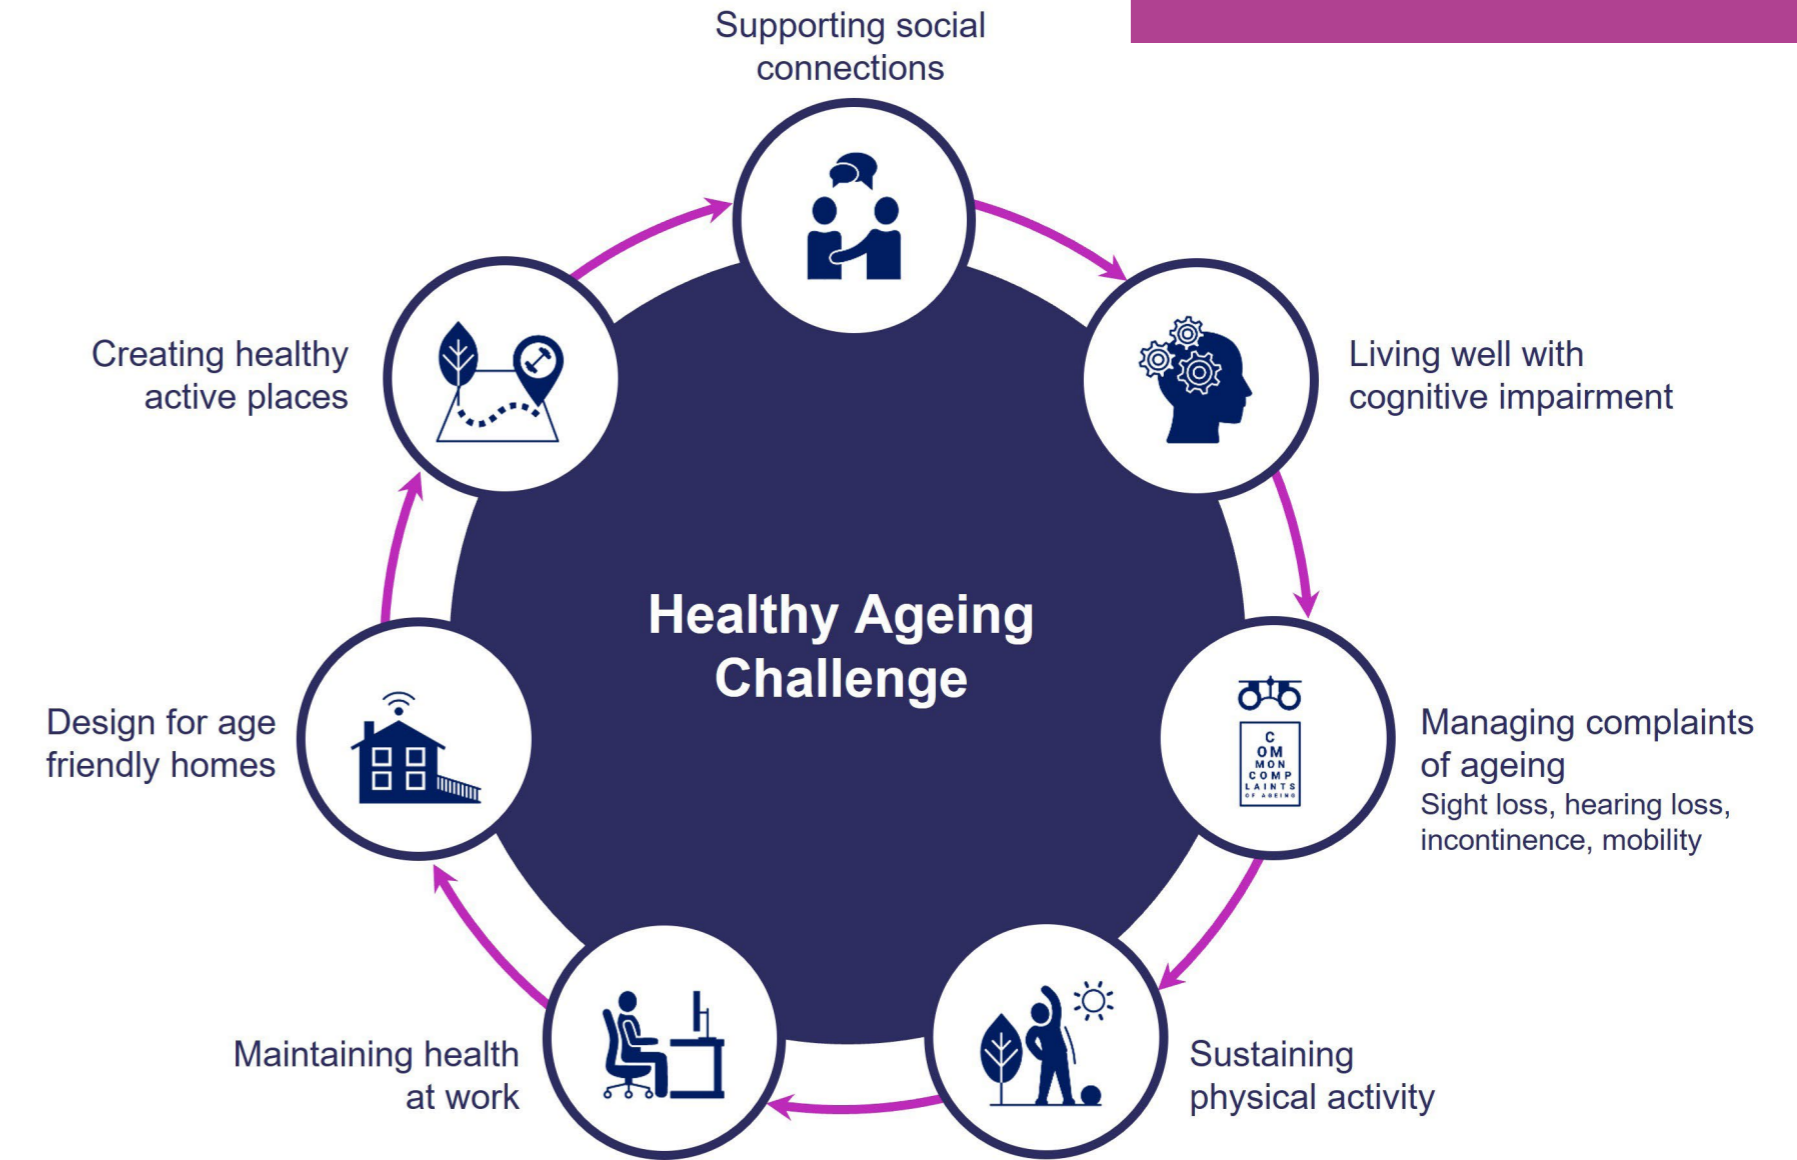 Supporting social
connections
Creating healthy
active places
Living well with
cognitive impairment
Healthy Ageing
Challenge
Design for age
friendly homes
C
OM
MON
COMP
LAINTS
OF AGEING
Managing complaints
of ageing
Sight loss, hearing loss,
incontinence, mobility
Maintaining health
at work
Sustaining
physical activity